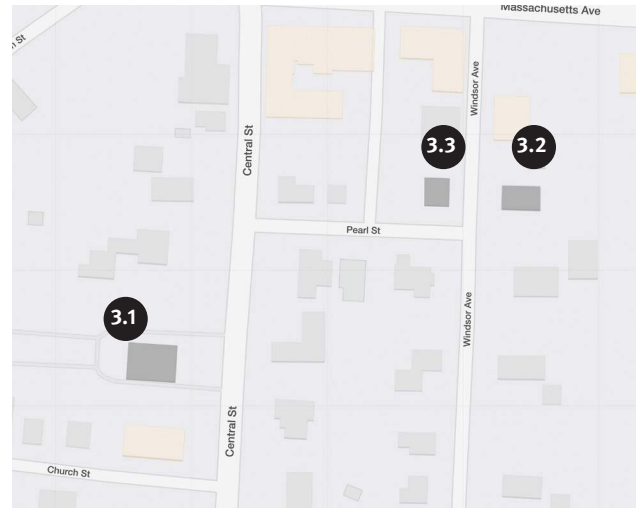 Massachusetts Ave
St
Windsor Ave
Central St
3.3
3.2
Pearl St
3.1
Windsor Ave
Central St
Church St